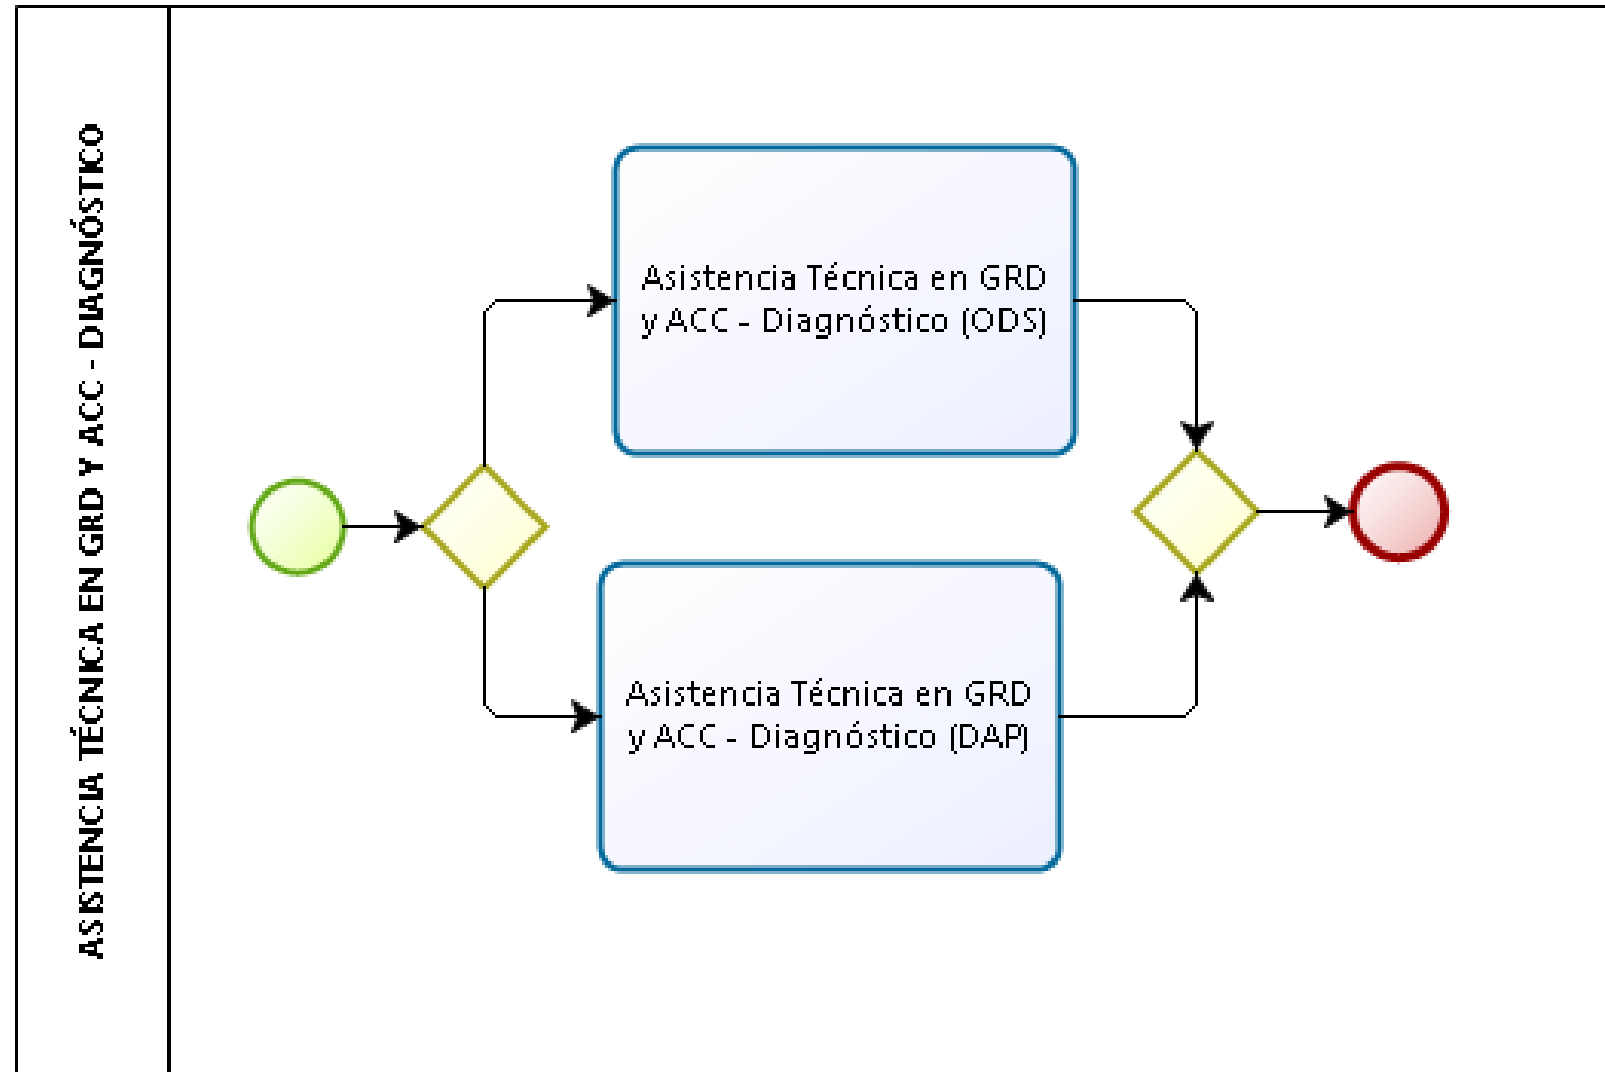 ASISTENCIA TÉCNICA EN GRD Y ACC - DIAGNÓSTICO
Asistencia Técnica en GRD
y ACC - Diagnóstico (ODS)
Asistencia Técnica en GRD
y ACC - Diagnóstico (DAP)